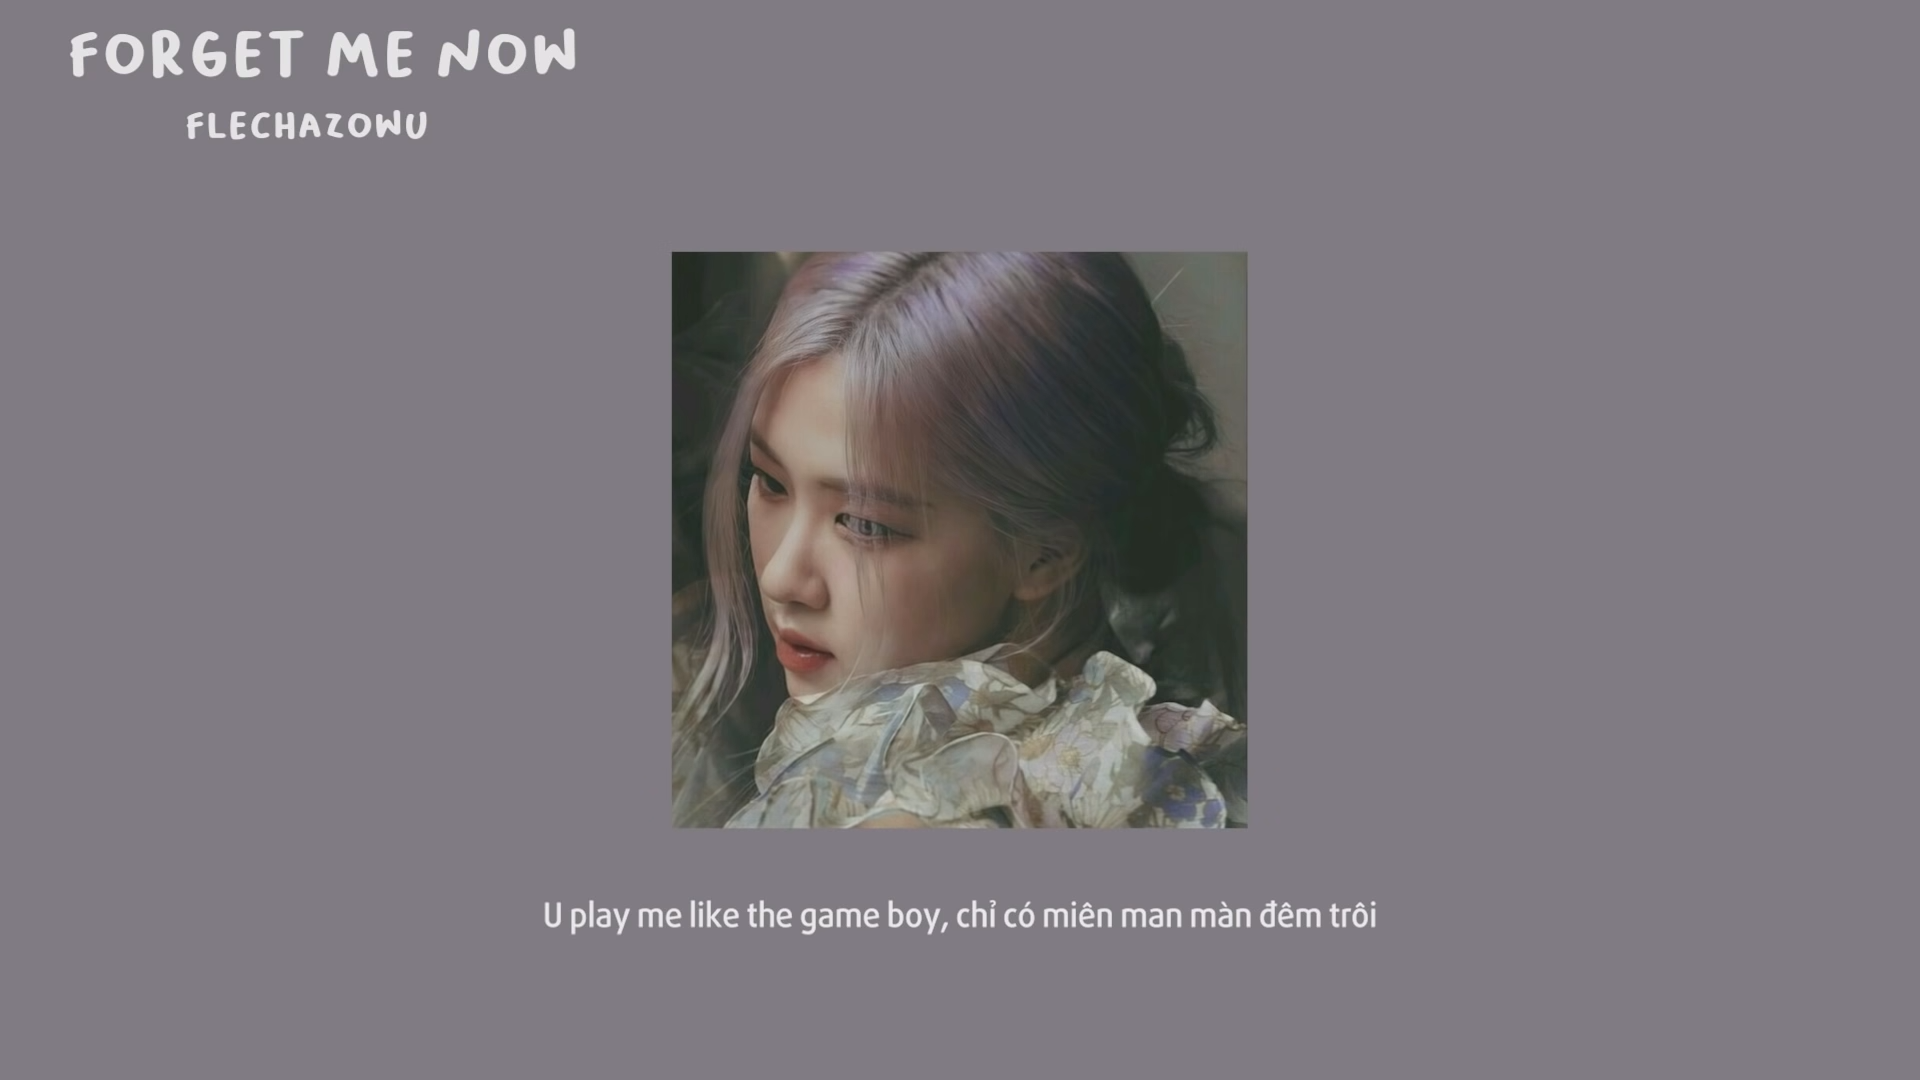 FORGET ME NOW
FLECHAZOWU
U play me like the game boy, chỉ có miên man màn đêm trôi